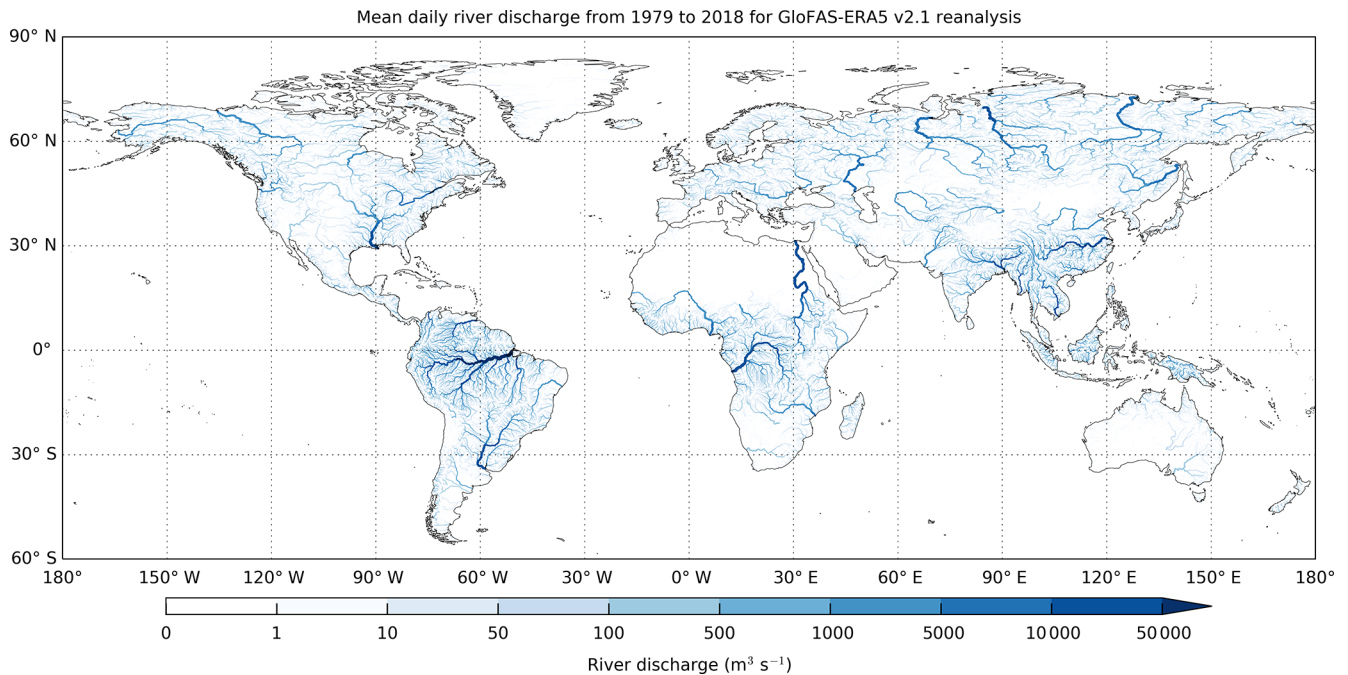 Mean daily river discharge from 1979 to 2018 for GloFAS-ERA5 v2.1 reanalysis
90° N
60° N
30° N
0°
30° S
60° S
180° 150° W 120° W 90° W 60° W 30° W 0° W 30° E 60° E 90° E 120° E 150° E 180°
0 1 10 50 100 500 1000 5000 10 000 50 000
River discharge (m³ s⁻¹)